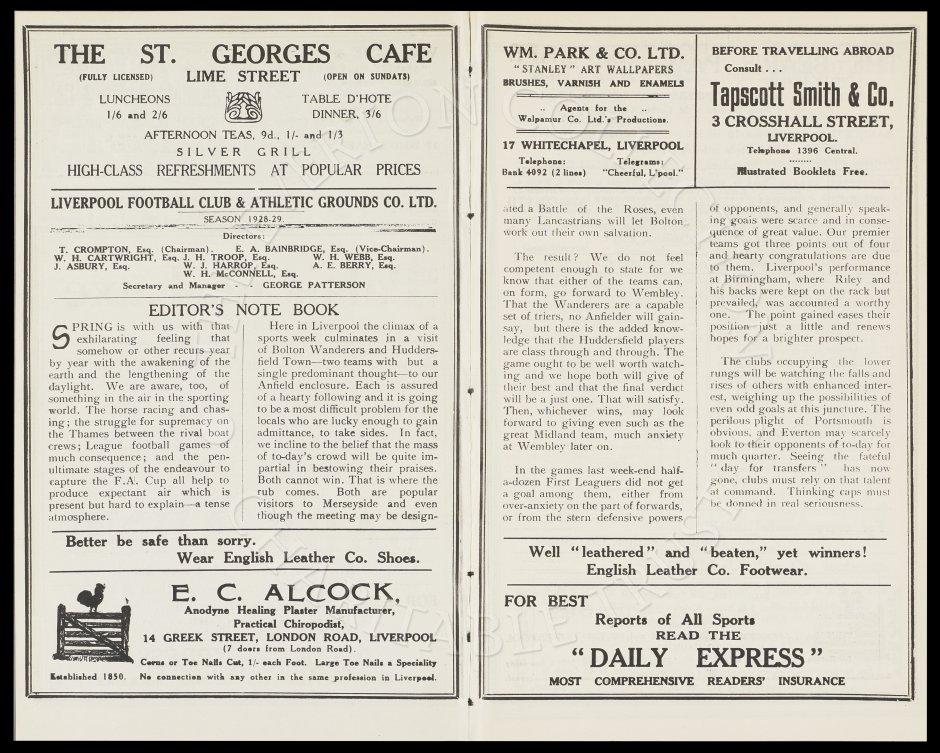 THE ST. GEORGES CAFE
(FULLY LICENSED) LIME STREET (OPEN ON SUNDAYS)
LUNCHEONS TABLE D'HOTE
1/6 and 2/6 DINNER, 3/6
AFTERNOON TEAS, 9d., 1/- and 1/3
SILVER GRILL
HIGH-CLASS REFRESHMENTS AT POPULAR PRICES
LIVERPOOL FOOTBALL CLUB & ATHLETIC GROUNDS CO. LTD.
SEASON 1928-29.
Directors:
T. CROMPTON, Esq. (Chairman). E. A. BAINBRIDGE, Esq. (Vice-Chairman).
W. H. CARTWRIGHT, Esq. J. H. TROOP, Esq. W. H. WEBB, Esq.
J. ASBURY, Esq. W. J. HARROP, Esq. A. E. BERRY, Esq.
W. H. McCONNELL, Esq.
Secretary and Manager - - GEORGE PATTERSON
EDITOR'S NOTE BOOK
SPRING is with us with that
exhilarating feeling that
somehow or other recurs year
by year with the awakening of the
earth and the lengthening of the
daylight. We are aware, too, of
something in the air in the sporting
world. The horse racing and chas-
ing; the struggle for supremacy on
the Thames between the rival boat
crews; League football games of
much consequence; and the pen-
ultimate stages of the endeavour to
capture the F.A. Cup all help to
produce expectant air which is
present but hard to explain—a tense
atmosphere.
Here in Liverpool the climax of a
sports week culminates in a visit
of Bolton Wanderers and Hudders-
field Town—two teams with but a
single predominant thought—to our
Anfield enclosure. Each is assured
of a hearty following and it is going
to be a most difficult problem for the
locals who are lucky enough to gain
admittance, to take sides. In fact,
we incline to the belief that the mass
of to-day's crowd will be quite im-
partial in bestowing their praises.
Both cannot win. That is where the
rub comes. Both are popular
visitors to Merseyside and even
though the meeting may be design-
Better be safe than sorry.
Wear English Leather Co. Shoes.
E. C. ALCOCK,
Anodyne Healing Plaster Manufacturer,
Practical Chiropodist,
14 GREEK STREET, LONDON ROAD, LIVERPOOL
(7 doors from London Road).
Corns or Toe Nails Cut, 1/- each Foot. Large Toe Nails a Speciality
Established 1850. No connection with any other in the same profession in Liverpool.
WM. PARK & CO. LTD.
"STANLEY" ART WALLPAPERS
BRUSHES, VARNISH AND ENAMELS
.. Agents for the ..
Walpamur Co. Ltd.'s Productions.
17 WHITECHAPEL, LIVERPOOL
Telephone: Telegrams:
Bank 4092 (2 lines) "Cheerful, L'pool."
BEFORE TRAVELLING ABROAD
Consult . . .
Tapscott Smith & Co.
3 CROSSHALL STREET,
LIVERPOOL.
Telephone 1396 Central.
Illustrated Booklets Free.
ated a Battle of the Roses, even
many Lancastrians will let Bolton
work out their own salvation.
The result? We do not feel
competent enough to state for we
know that either of the teams can,
on form, go forward to Wembley.
That the Wanderers are a capable
set of triers, no Anfielder will gain-
say, but there is the added know-
ledge that the Huddersfield players
are class through and through. The
game ought to be well worth watch-
ing and we hope both will give of
their best and that the final verdict
will be a just one. That will satisfy.
Then, whichever wins, may look
forward to giving even such as the
great Midland team, much anxiety
at Wembley later on.
In the games last week-end half-
a-dozen First Leaguers did not get
a goal among them, either from
over-anxiety on the part of forwards,
or from the stern defensive powers
of opponents, and generally speak-
ing goals were scarce and in conse-
quence of great value. Our premier
teams got three points out of four
and hearty congratulations are due
to them. Liverpool's performance
at Birmingham, where Riley and
his backs were kept on the rack but
prevailed, was accounted a worthy
one. The point gained eases their
position just a little and renews
hopes for a brighter prospect.
The clubs occupying the lower
rungs will be watching the falls and
rises of others with enhanced inter-
est, weighing up the possibilities of
even odd goals at this juncture. The
perilous plight of Portsmouth is
obvious, and Everton may scarcely
look to their opponents of to-day for
much quarter. Seeing the fateful
"day for transfers" has now
gone, clubs must rely on that talent
at command. Thinking caps must
be donned in real seriousness.
Well "leathered" and "beaten," yet winners!
English Leather Co. Footwear.
FOR BEST
Reports of All Sports
READ THE
"DAILY EXPRESS"
MOST COMPREHENSIVE READERS' INSURANCE